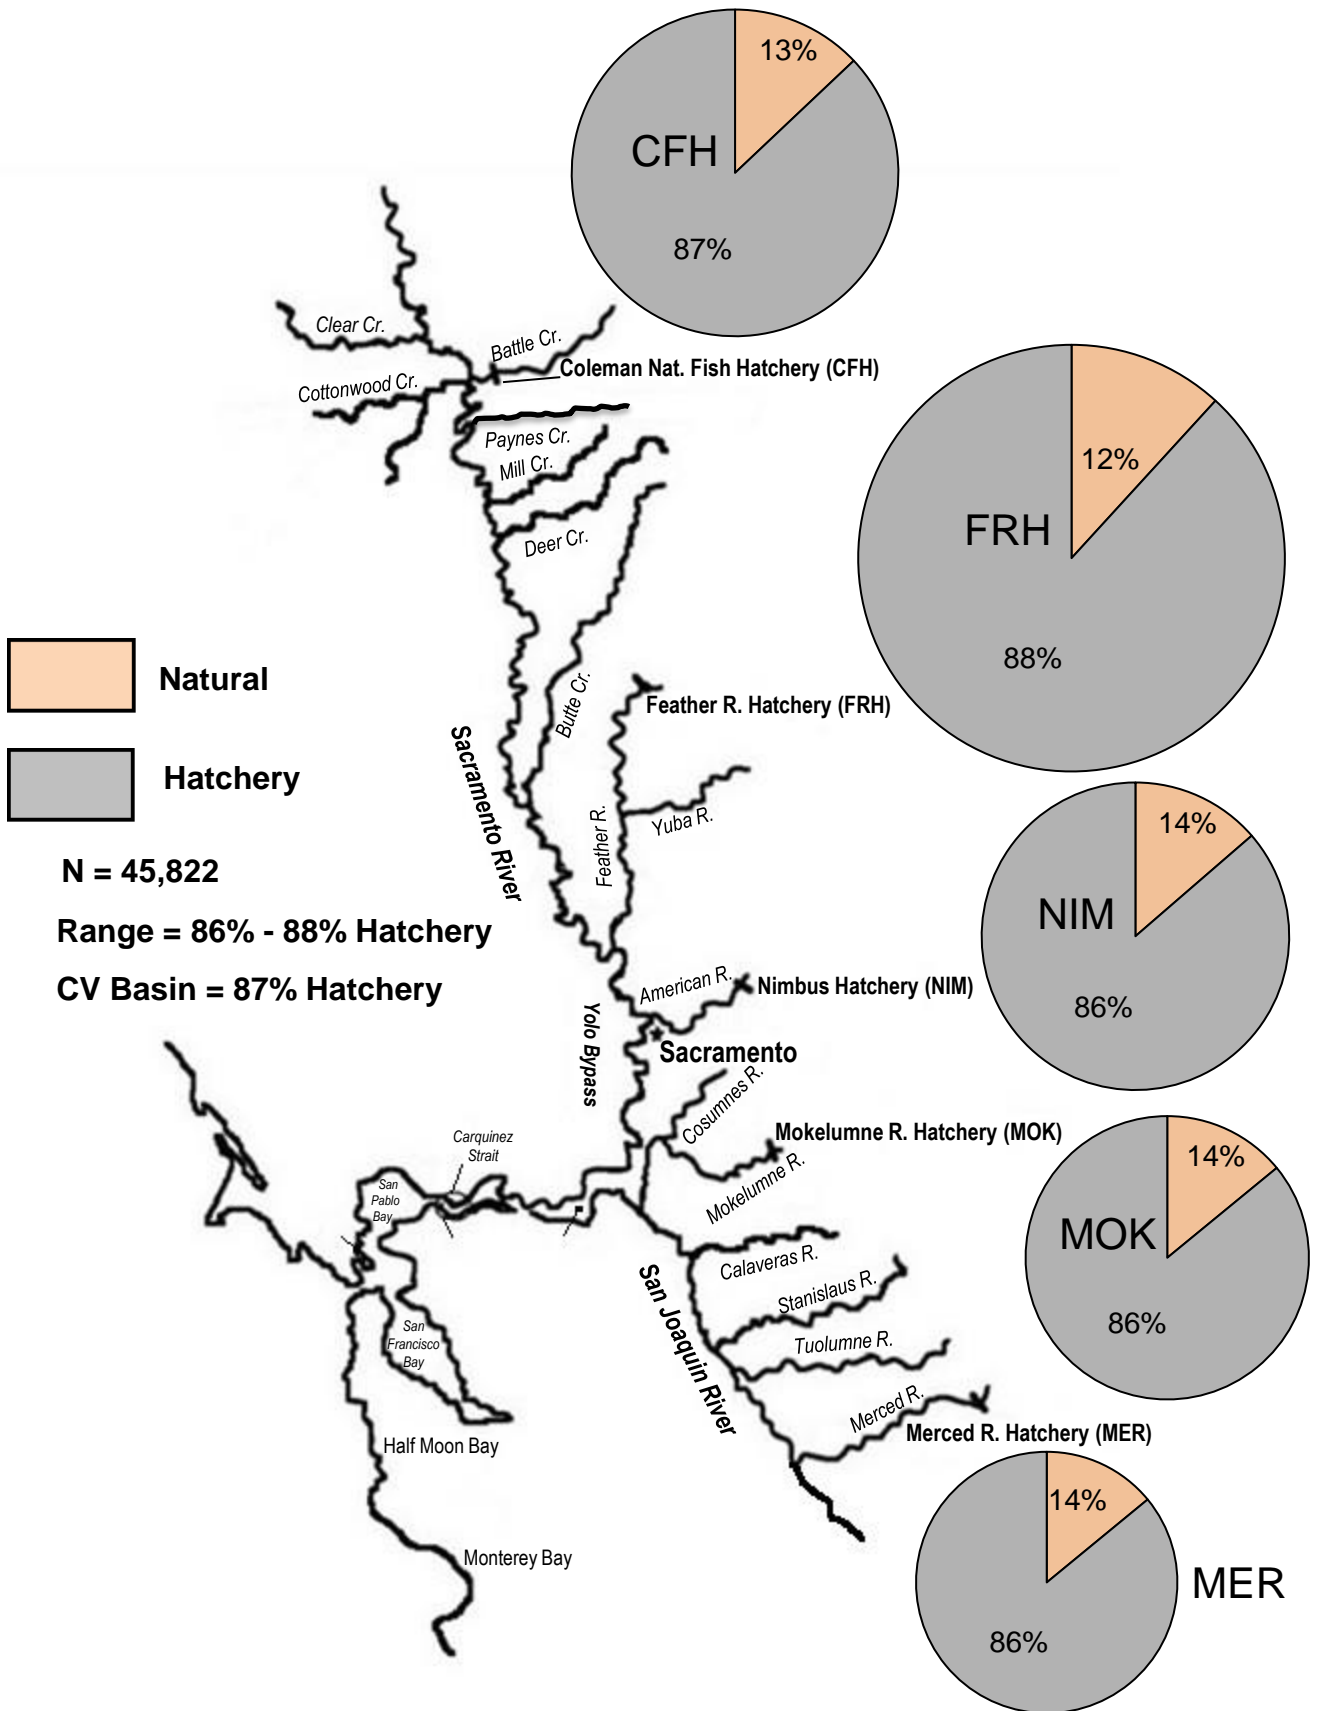 13%
CFH
87%
Clear Cr.
Battle Cr.
Coleman Nat. Fish Hatchery (CFH)
Cottonwood Cr.
Paynes Cr.
Mill Cr.
Deer Cr.
12%
FRH
88%
Natural
Hatchery
N = 45,822
Range = 86% - 88% Hatchery
CV Basin = 87% Hatchery
Butte Cr.
Feather R. Hatchery (FRH)
Sacramento River
Feather R.
Yuba R.
14%
NIM
86%
American R.
Nimbus Hatchery (NIM)
Yolo Bypass
Sacramento
Cosumnes R.
Mokelumne R. Hatchery (MOK)
Mokelumne R.
14%
MOK
86%
Carquinez
Strait
San
Pablo
Bay
Calaveras R.
Stanislaus R.
San Joaquin River
Tuolumne R.
San
Francisco
Bay
Merced R.
Merced R. Hatchery (MER)
Half Moon Bay
14%
MER
86%
Monterey Bay